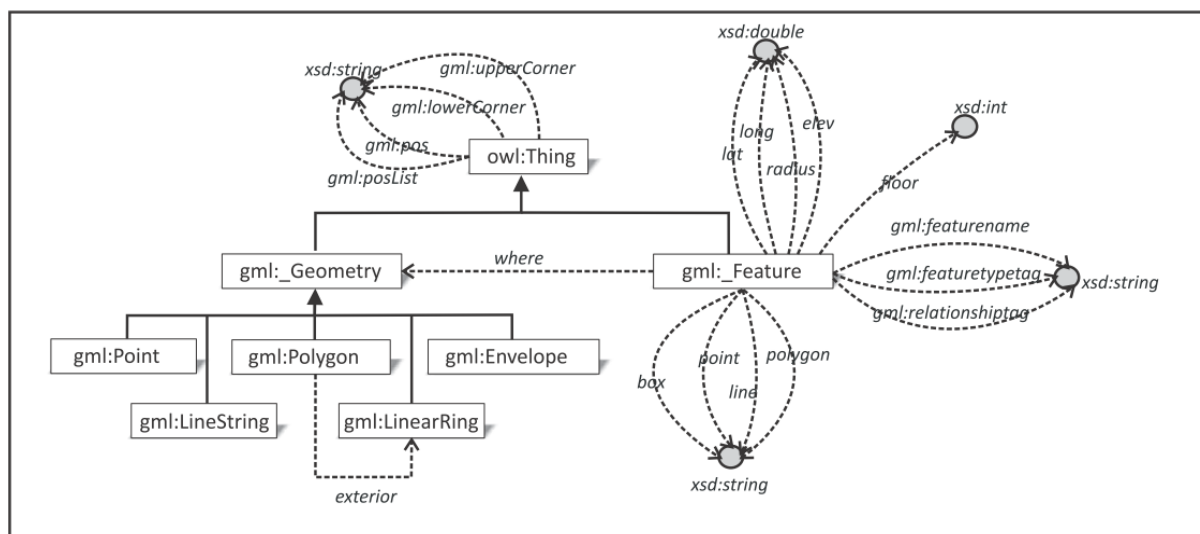 xsd:double
gml:upperCorner
xsd:string
gml:lowerCorner
xsd:int
long
elev
lat
gml:pos
owl:Thing
radius
gml:posList
floor
gml:featurename
where
gml:_Geometry
gml:_Feature
gml:featuretypetag
xsd:string
gml:relationshiptag
gml:Point
gml:Polygon
gml:Envelope
point
polygon
box
line
gml:LineString
gml:LinearRing
xsd:string
exterior